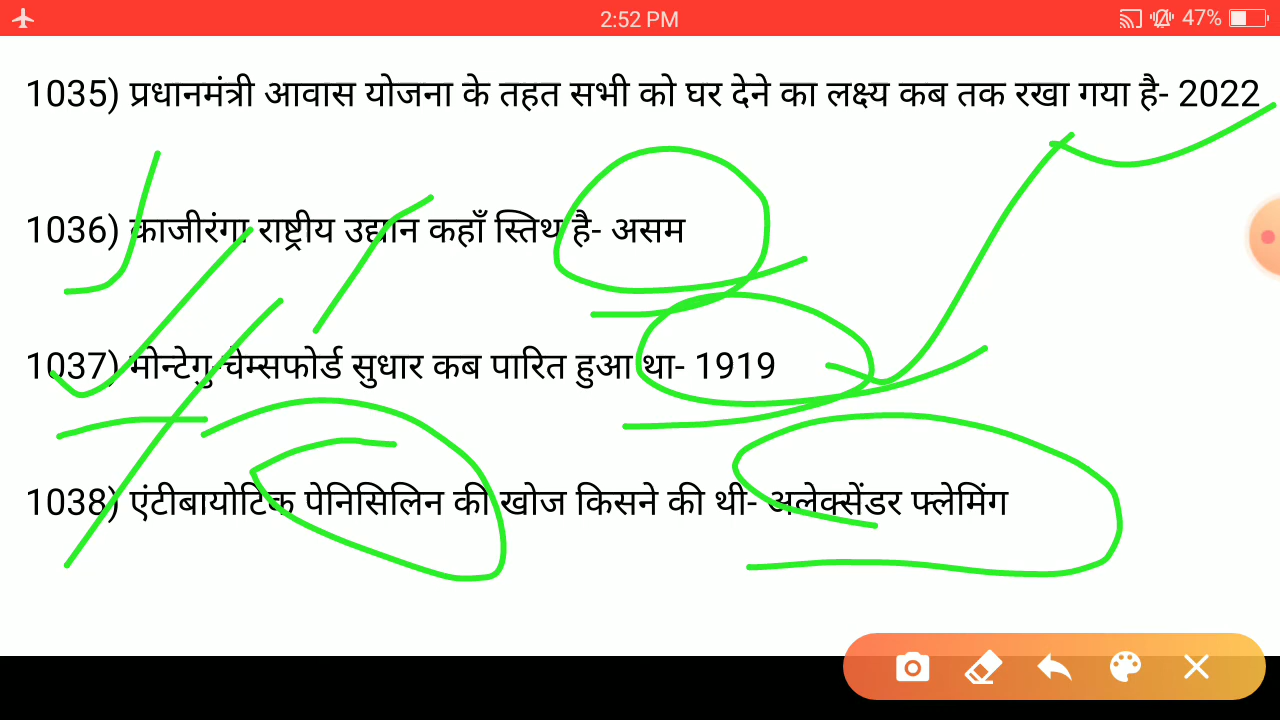 2:52 PM
47%
1035) प्रधानमंत्री आवास योजना के तहत सभी को घर देने का लक्ष्य कब तक रखा गया है- 2022
1036) काजीरंगा राष्ट्रीय उद्यान कहाँ स्तिथ है- असम
1037) मोन्टेगु-चेम्सफोर्ड सुधार कब पारित हुआ था- 1919
1038) एंटीबायोटिक पेनिसिलिन की खोज किसने की थी- अलेक्सेंडर फ्लेमिंग